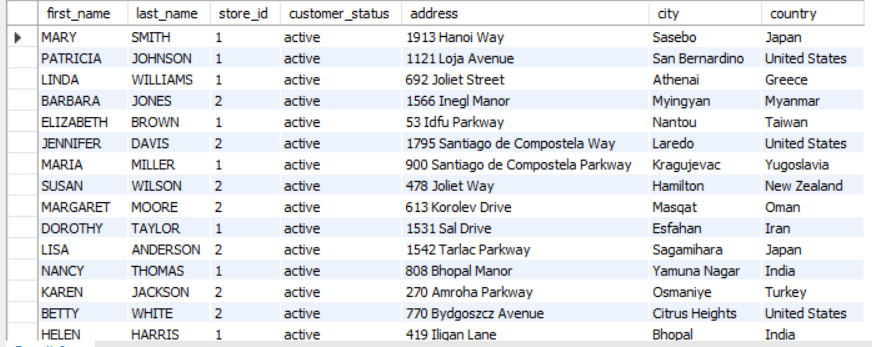 first_name last_name store_id customer_status address city country
MARY SMITH 1 active 1913 Hanoi Way Sasebo Japan
PATRICIA JOHNSON 1 active 1121 Loja Avenue San Bernardino United States
LINDA WILLIAMS 1 active 692 Joliet Street Athenai Greece
BARBARA JONES 2 active 1566 Inegl Manor Myingyan Myanmar
ELIZABETH BROWN 1 active 53 Idfu Parkway Nantou Taiwan
JENNIFER DAVIS 2 active 1795 Santiago de Compostela Way Laredo United States
MARIA MILLER 1 active 900 Santiago de Compostela Parkway Kragujevac Yugoslavia
SUSAN WILSON 2 active 478 Joliet Way Hamilton New Zealand
MARGARET MOORE 2 active 613 Korolev Drive Masqat Oman
DOROTHY TAYLOR 1 active 1531 Sal Drive Esfahan Iran
LISA ANDERSON 2 active 1542 Tarlac Parkway Sagamihara Japan
NANCY THOMAS 1 active 808 Bhopal Manor Yamuna Nagar India
KAREN JACKSON 2 active 270 Amroha Parkway Osmaniye Turkey
BETTY WHITE 2 active 770 Bydgoszcz Avenue Citrus Heights United States
HELEN HARRIS 1 active 419 Iligan Lane Bhopal India